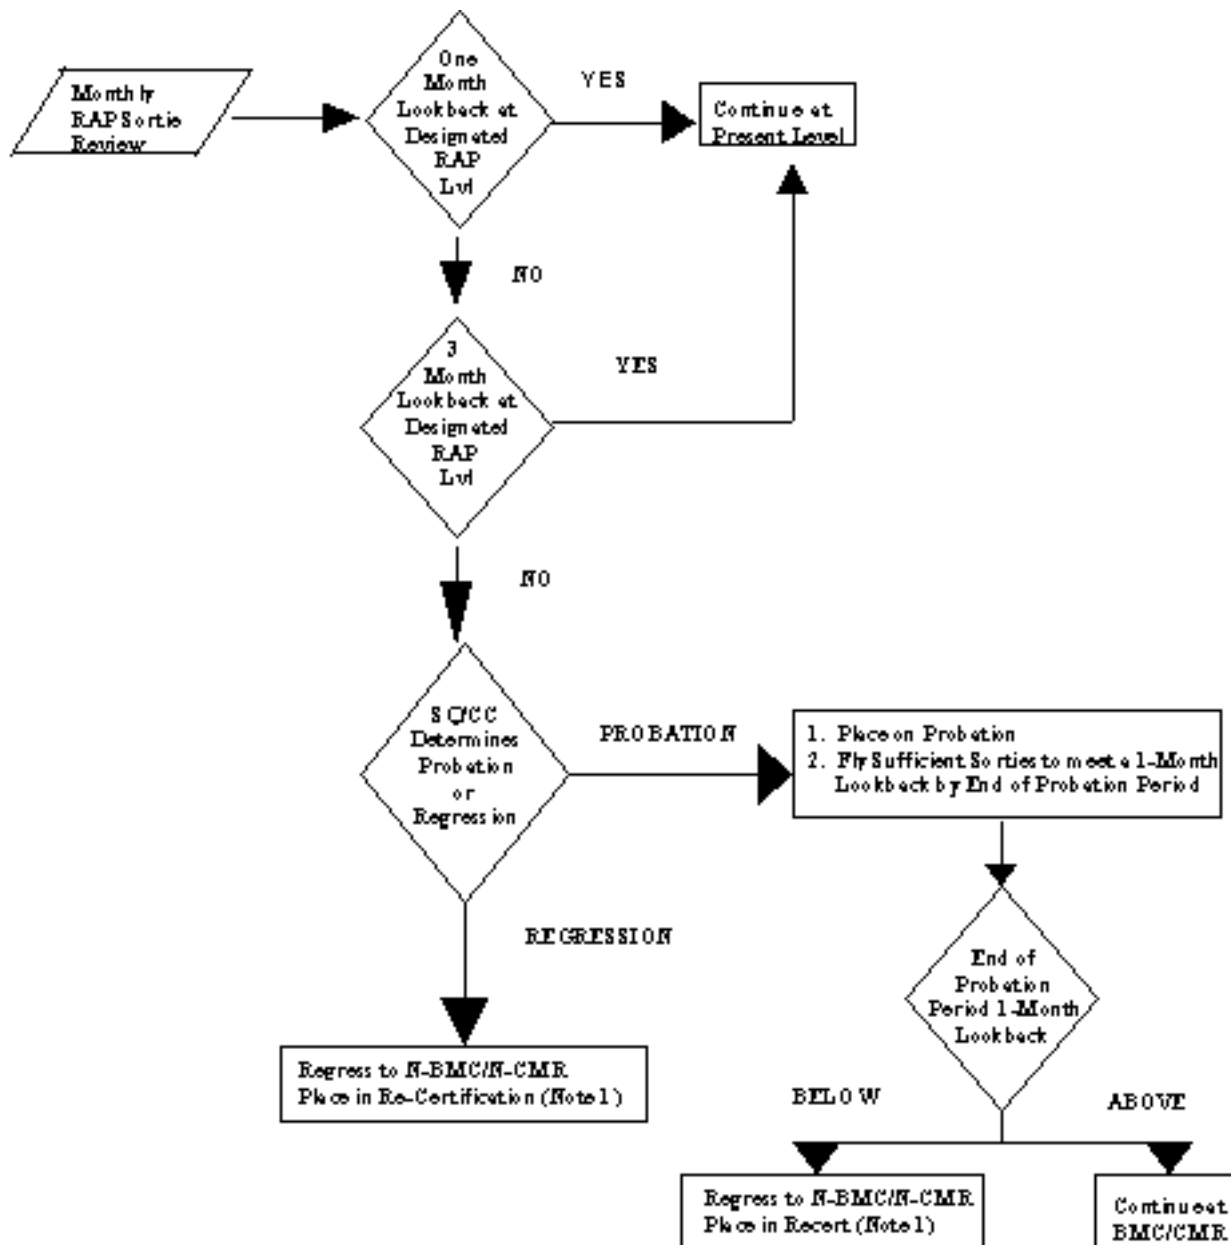 Monthly
RAP Sortie
Review
One
Month
Lookback at
Designated
RAP
Lvl
YES
Continue at
Present Level
NO
3
Month
Lookback at
Designated
RAP
Lvl
YES
NO
SQ/CC
Determines
Probation
or
Regression
PROBATION
1. Place on Probation
2. Fly Sufficient Sorties to meet a 1-Month
Lookback by End of Probation Period
REGRESSION
Regress to N-BMC/N-CMR
Place in Re-Certification (Note 1)
End of
Probation
Period 1-Month
Lookback
BELOW
ABOVE
Regress to N-BMC/N-CMR
Place in Recert (Note 1)
Continue at
BMC/CMR